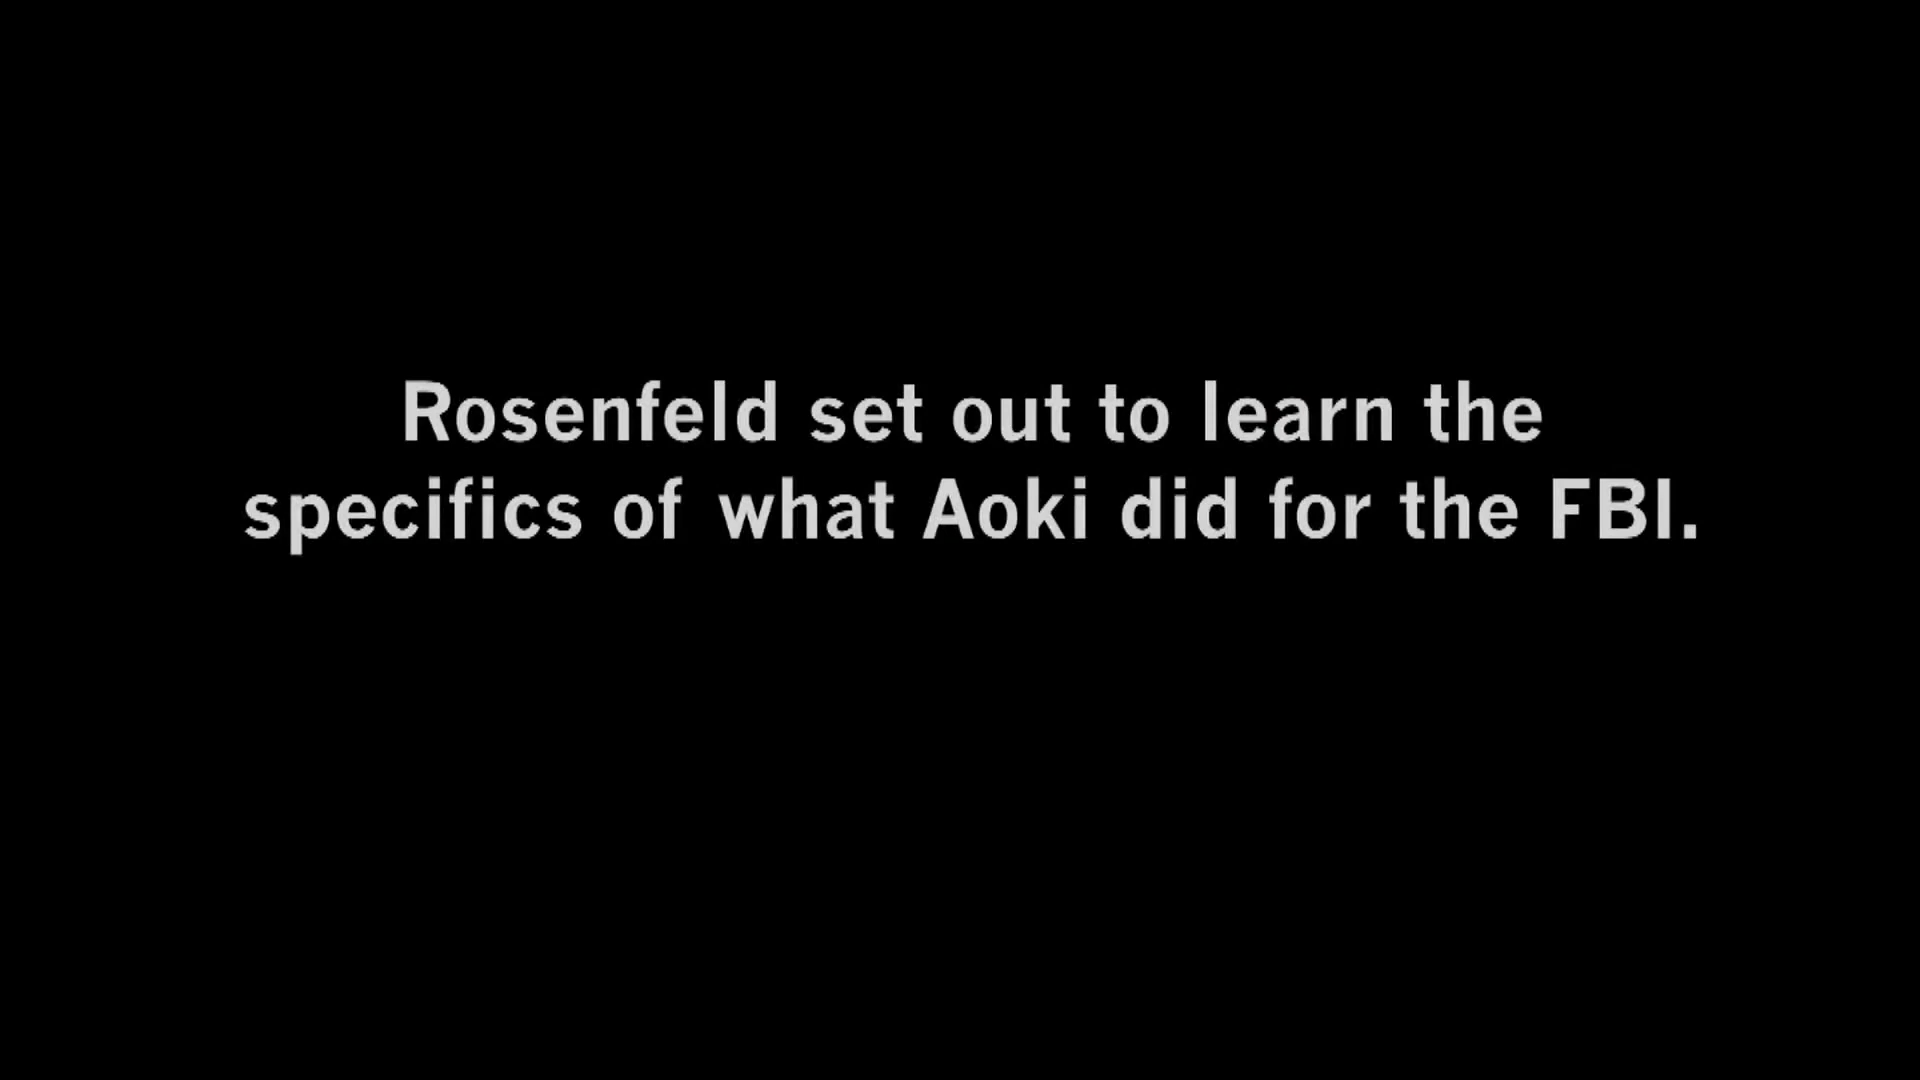 Rosenfeld set out to learn the
specifics of what Aoki did for the FBI.